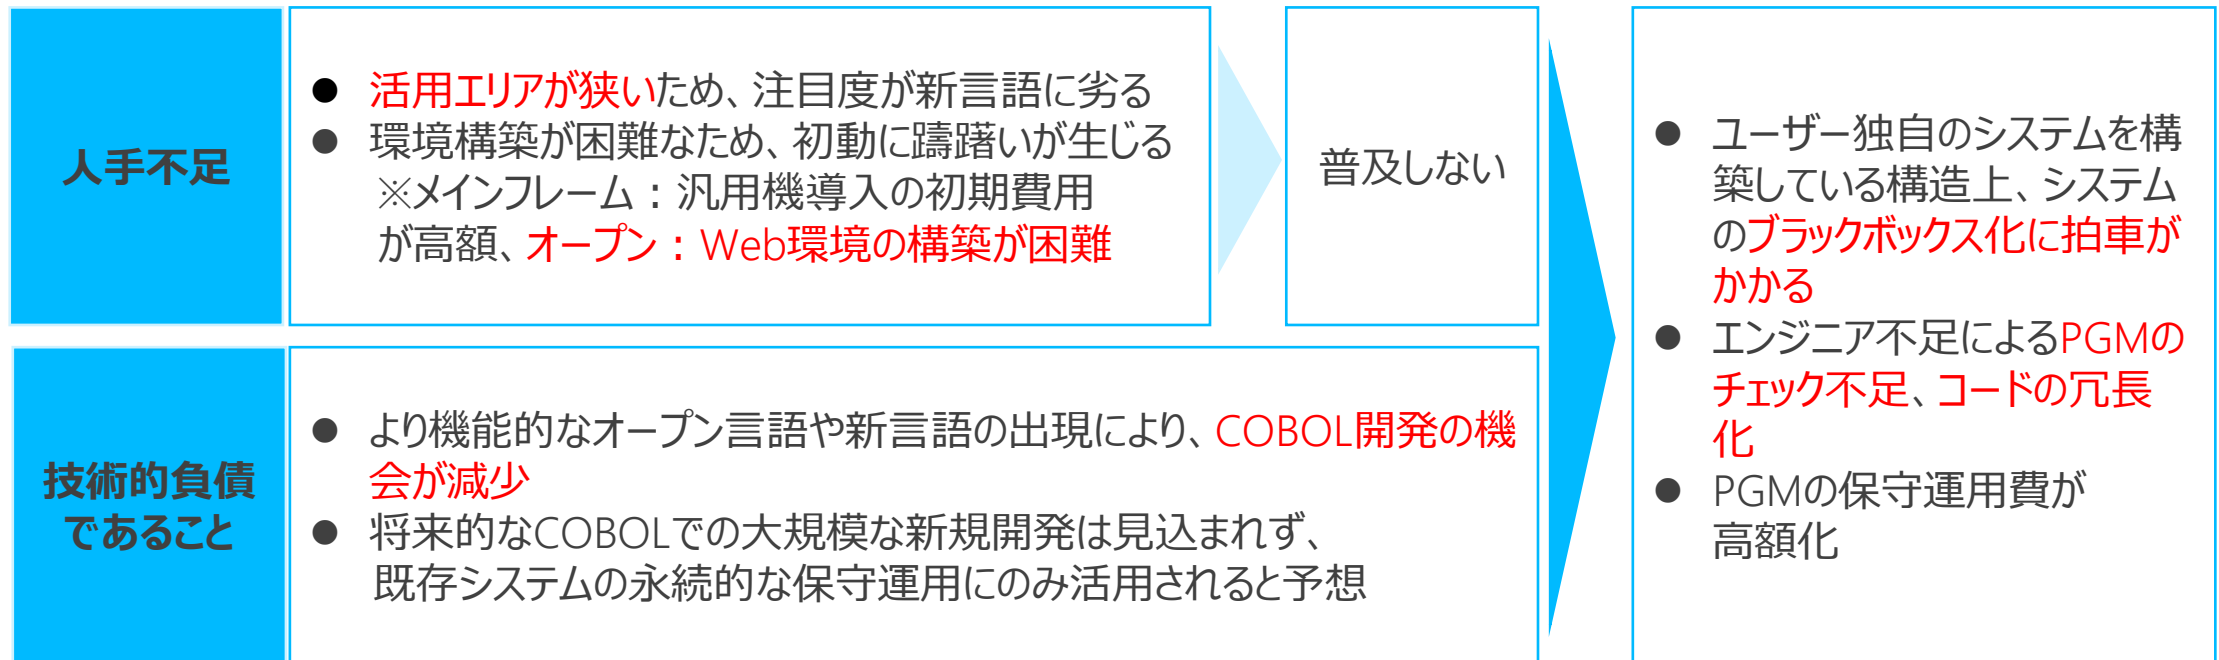 人手不足
● 活用エリアが狭いため、注目度が新言語に劣る
● 環境構築が困難なため、初動に躊躇いが生じる
※メインフレーム：汎用機導入の初期費用
が高額、オープン：Web環境の構築が困難
普及しない
技術的負債
であること
● より機能的なオープン言語や新言語の出現により、COBOL開発の機
会が減少
● 将来的なCOBOLでの大規模な新規開発は見込まれず、
既存システムの永続的な保守運用にのみ活用されると予想
● ユーザー独自のシステムを構
築している構造上、システム
のブラックボックス化に拍車が
かかる
● エンジニア不足によるPGMの
チェック不足、コードの冗長
化
● PGMの保守運用費が
高額化